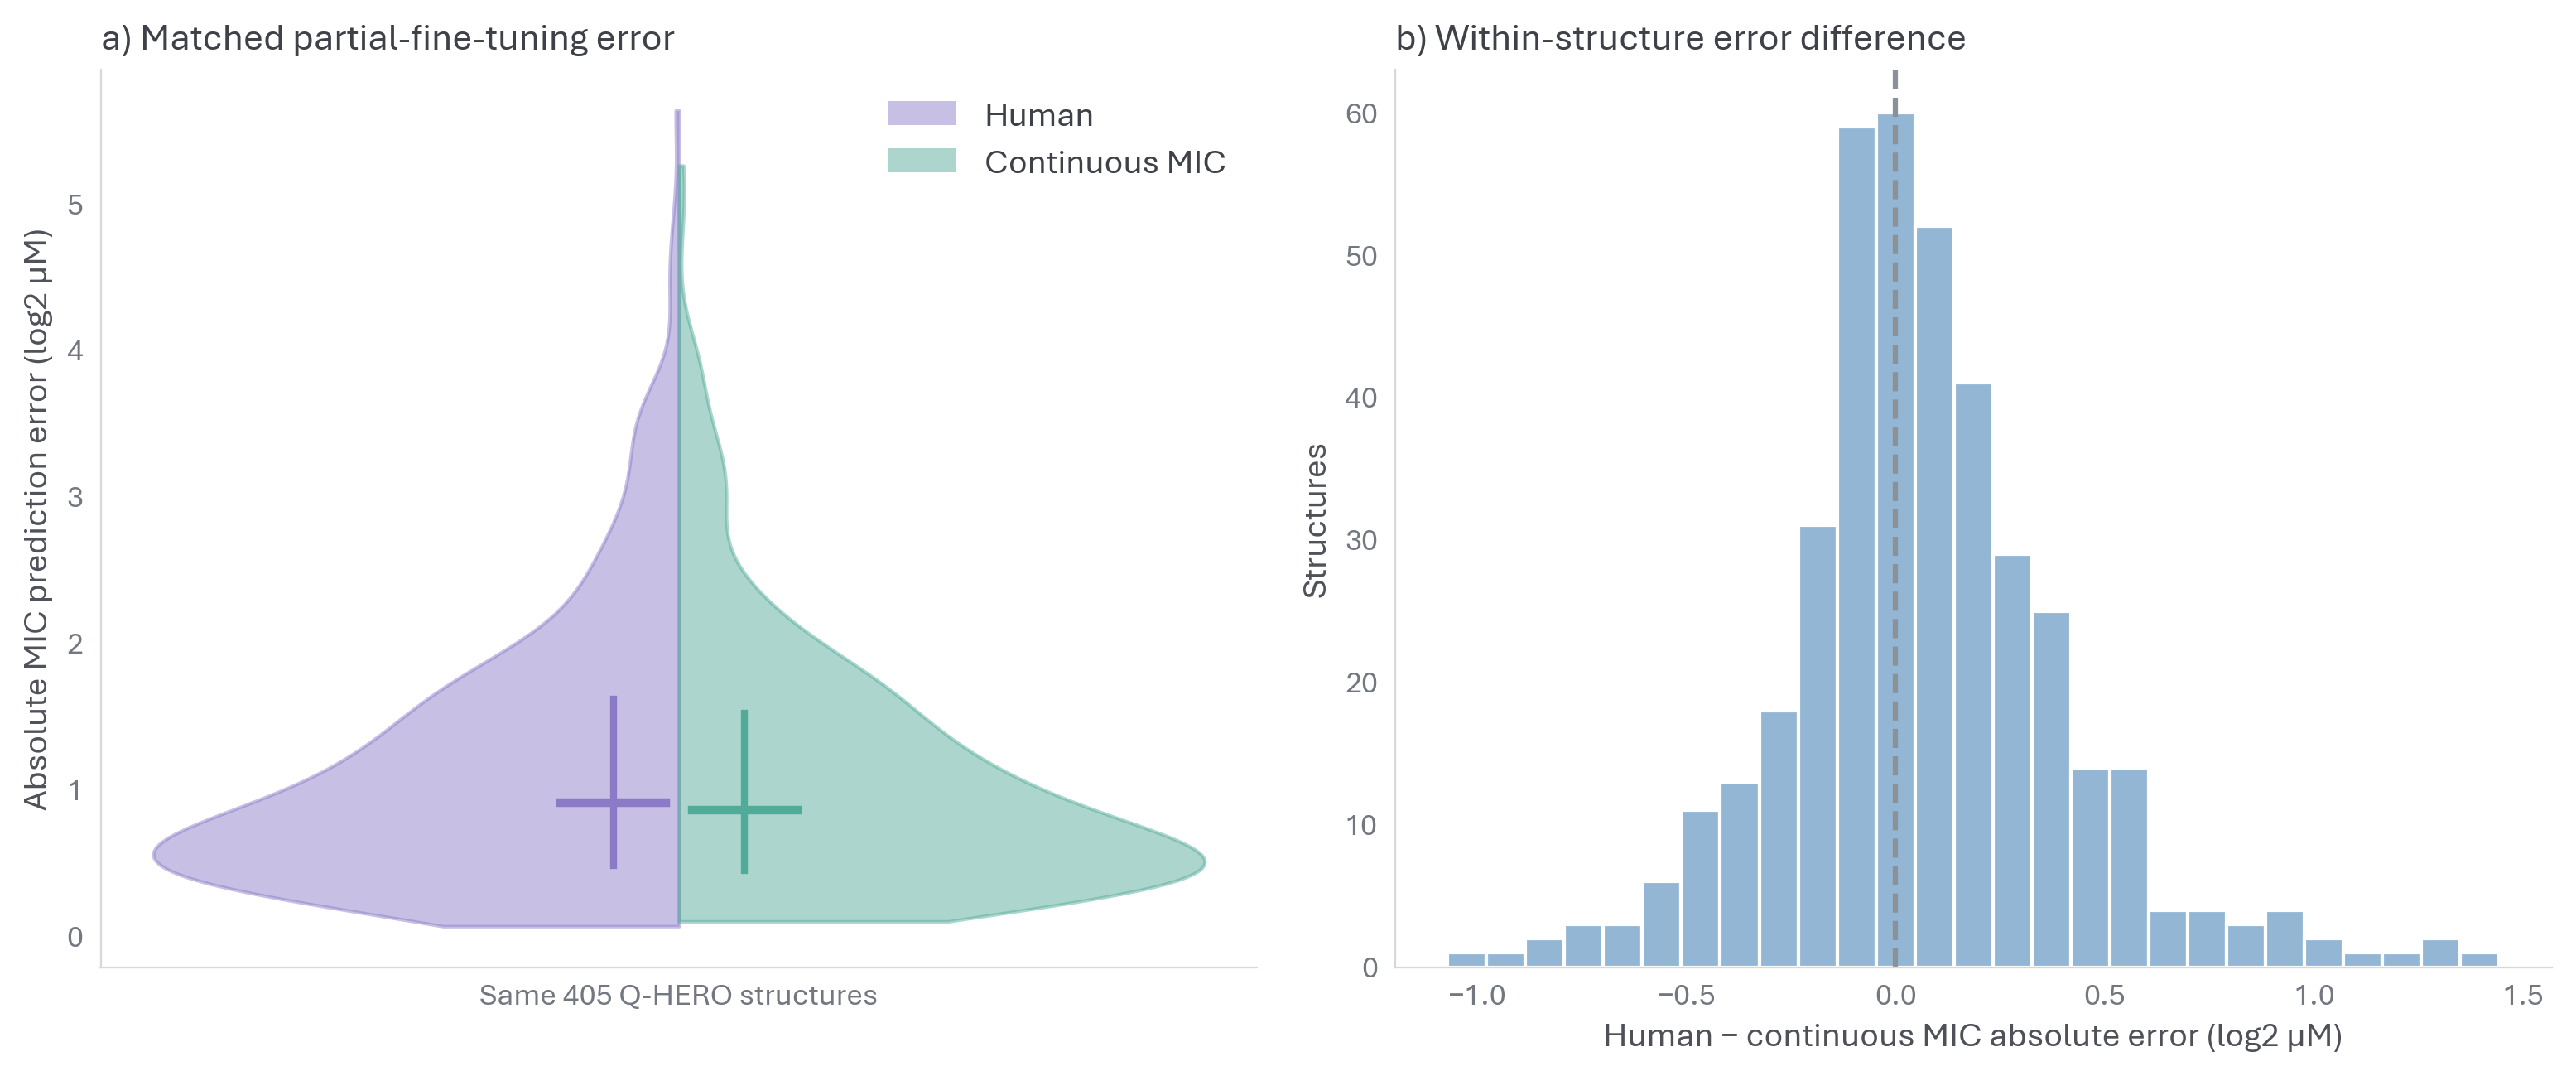 a) Matched partial-fine-tuning error
Absolute MIC prediction error (log2 μM)
5
4
3
2
1
0
Human
Continuous MIC
Same 405 Q-HERO structures
b) Within-structure error difference
Structures
60
50
40
30
20
10
0
−1.0 −0.5 0.0 0.5 1.0 1.5
Human − continuous MIC absolute error (log2 μM)